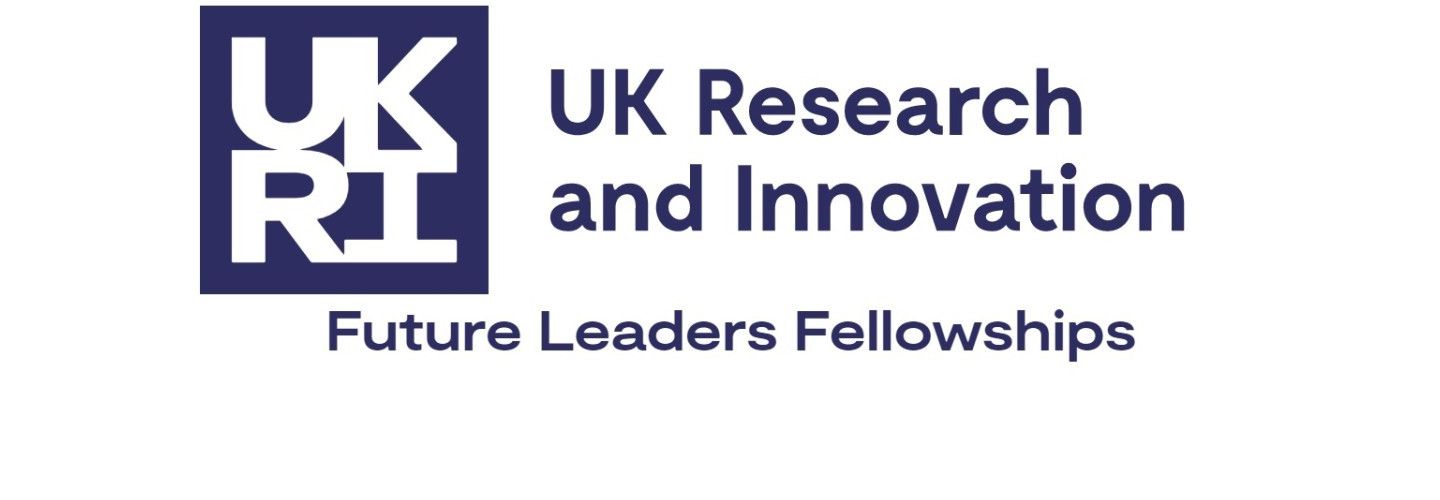 UK
RI
UK Research
and Innovation
Future Leaders Fellowships